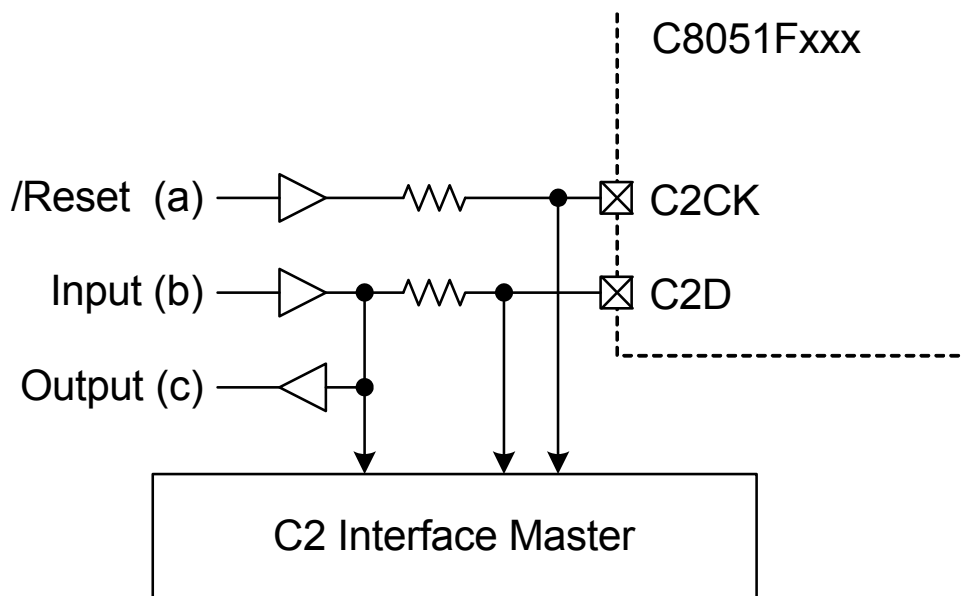 C8051Fxxx
/Reset (a)
C2CK
Input (b)
C2D
Output (c)
C2 Interface Master